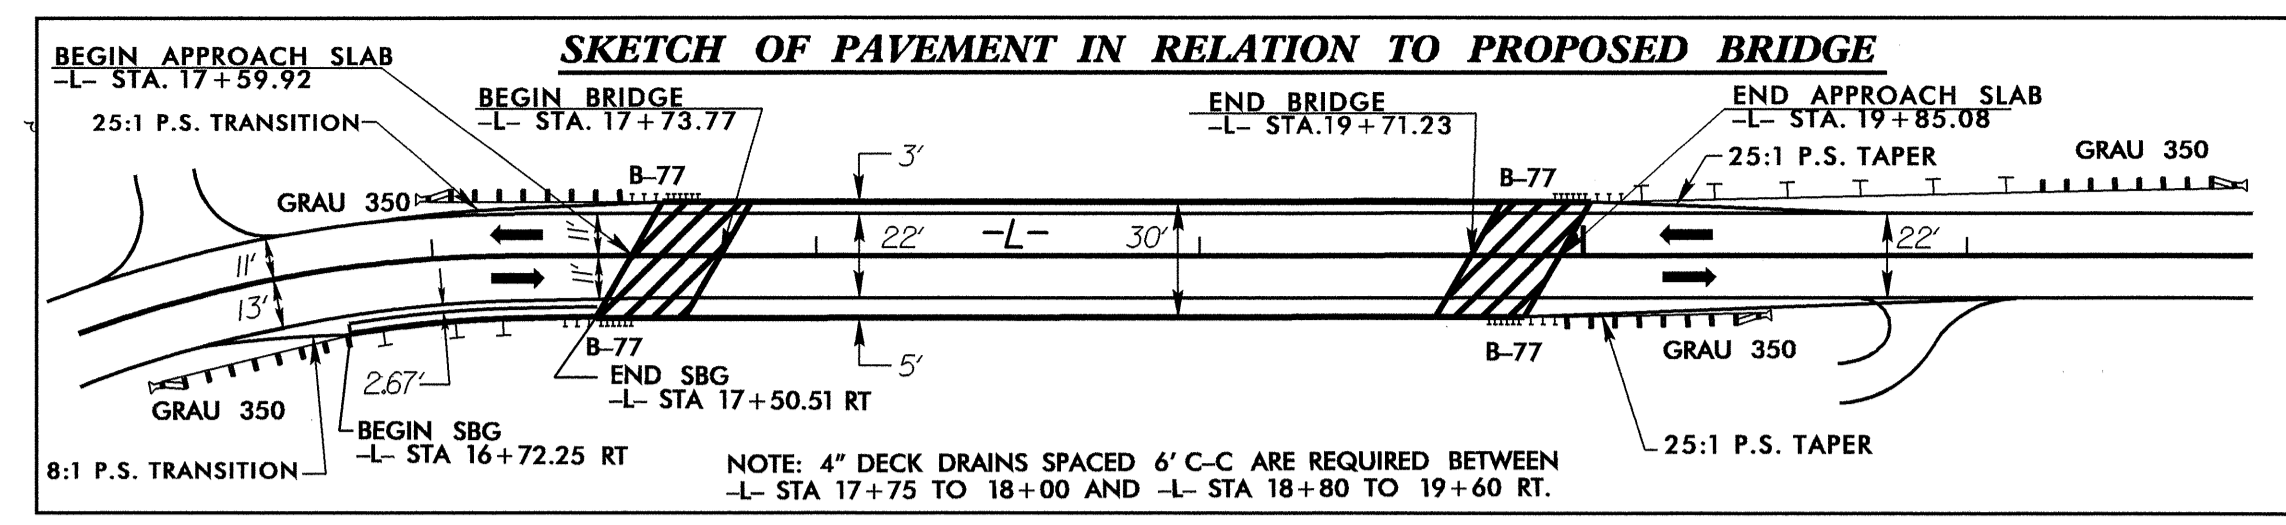 SKETCH OF PAVEMENT IN RELATION TO PROPOSED BRIDGE
BEGIN APPROACH SLAB
-L- STA. 17+59.92
25:1 P.S. TRANSITION
BEGIN BRIDGE
-L- STA. 17+73.77
END BRIDGE
-L- STA.19+71.23
END APPROACH SLAB
-L- STA. 19+85.08
25:1 P.S. TAPER
GRAU 350
3'
B-77
B-77
GRAU 350
11'
22'
-L-
30'
22'
11'
11'
13'
B-77
5'
B-77
GRAU 350
2.67'
END SBG
-L- STA 17+50.51 RT
GRAU 350
BEGIN SBG
-L- STA 16+72.25 RT
25:1 P.S. TAPER
8:1 P.S. TRANSITION
NOTE: 4" DECK DRAINS SPACED 6' C-C ARE REQUIRED BETWEEN
-L- STA 17+75 TO 18+00 AND -L- STA 18+80 TO 19+60 RT.